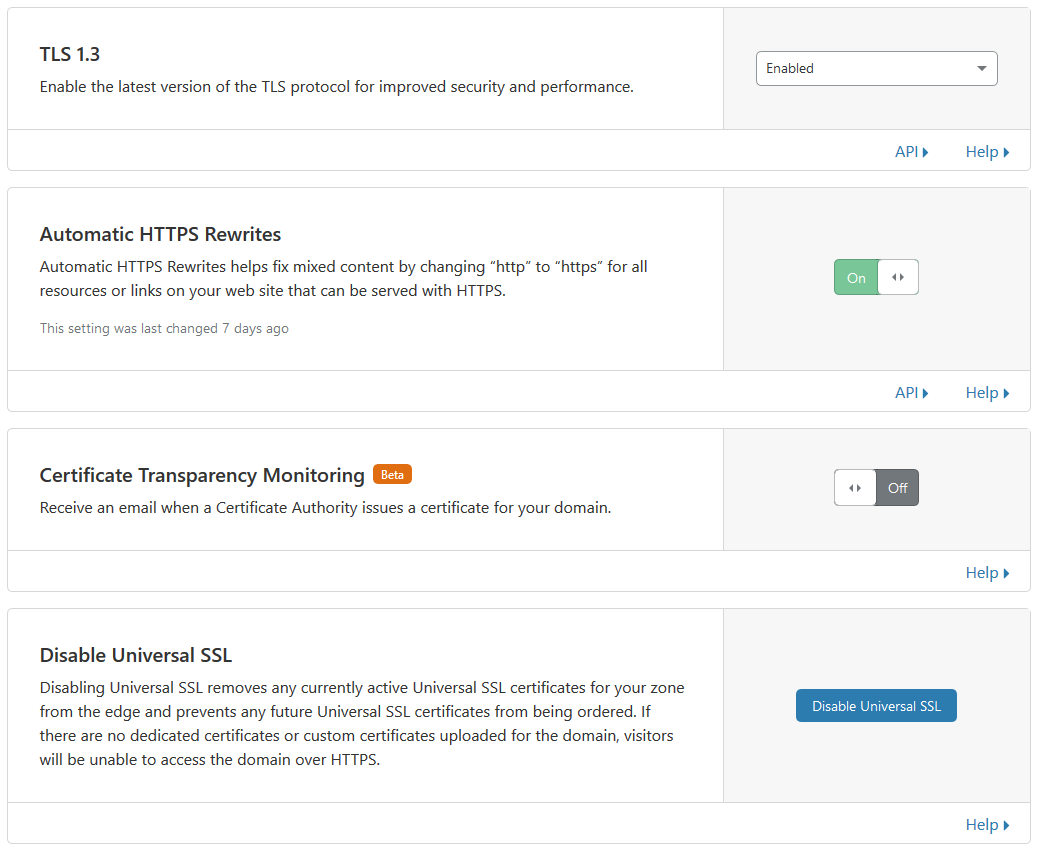 TLS 1.3
Enable the latest version of the TLS protocol for improved security and performance.
Enabled
API
Help
Automatic HTTPS Rewrites
Automatic HTTPS Rewrites helps fix mixed content by changing “http” to “https” for all
resources or links on your web site that can be served with HTTPS.
This setting was last changed 7 days ago
On
API
Help
Certificate Transparency Monitoring Beta
Receive an email when a Certificate Authority issues a certificate for your domain.
Off
Help
Disable Universal SSL
Disabling Universal SSL removes any currently active Universal SSL certificates for your zone
from the edge and prevents any future Universal SSL certificates from being ordered. If
there are no dedicated certificates or custom certificates uploaded for the domain, visitors
will be unable to access the domain over HTTPS.
Disable Universal SSL
Help